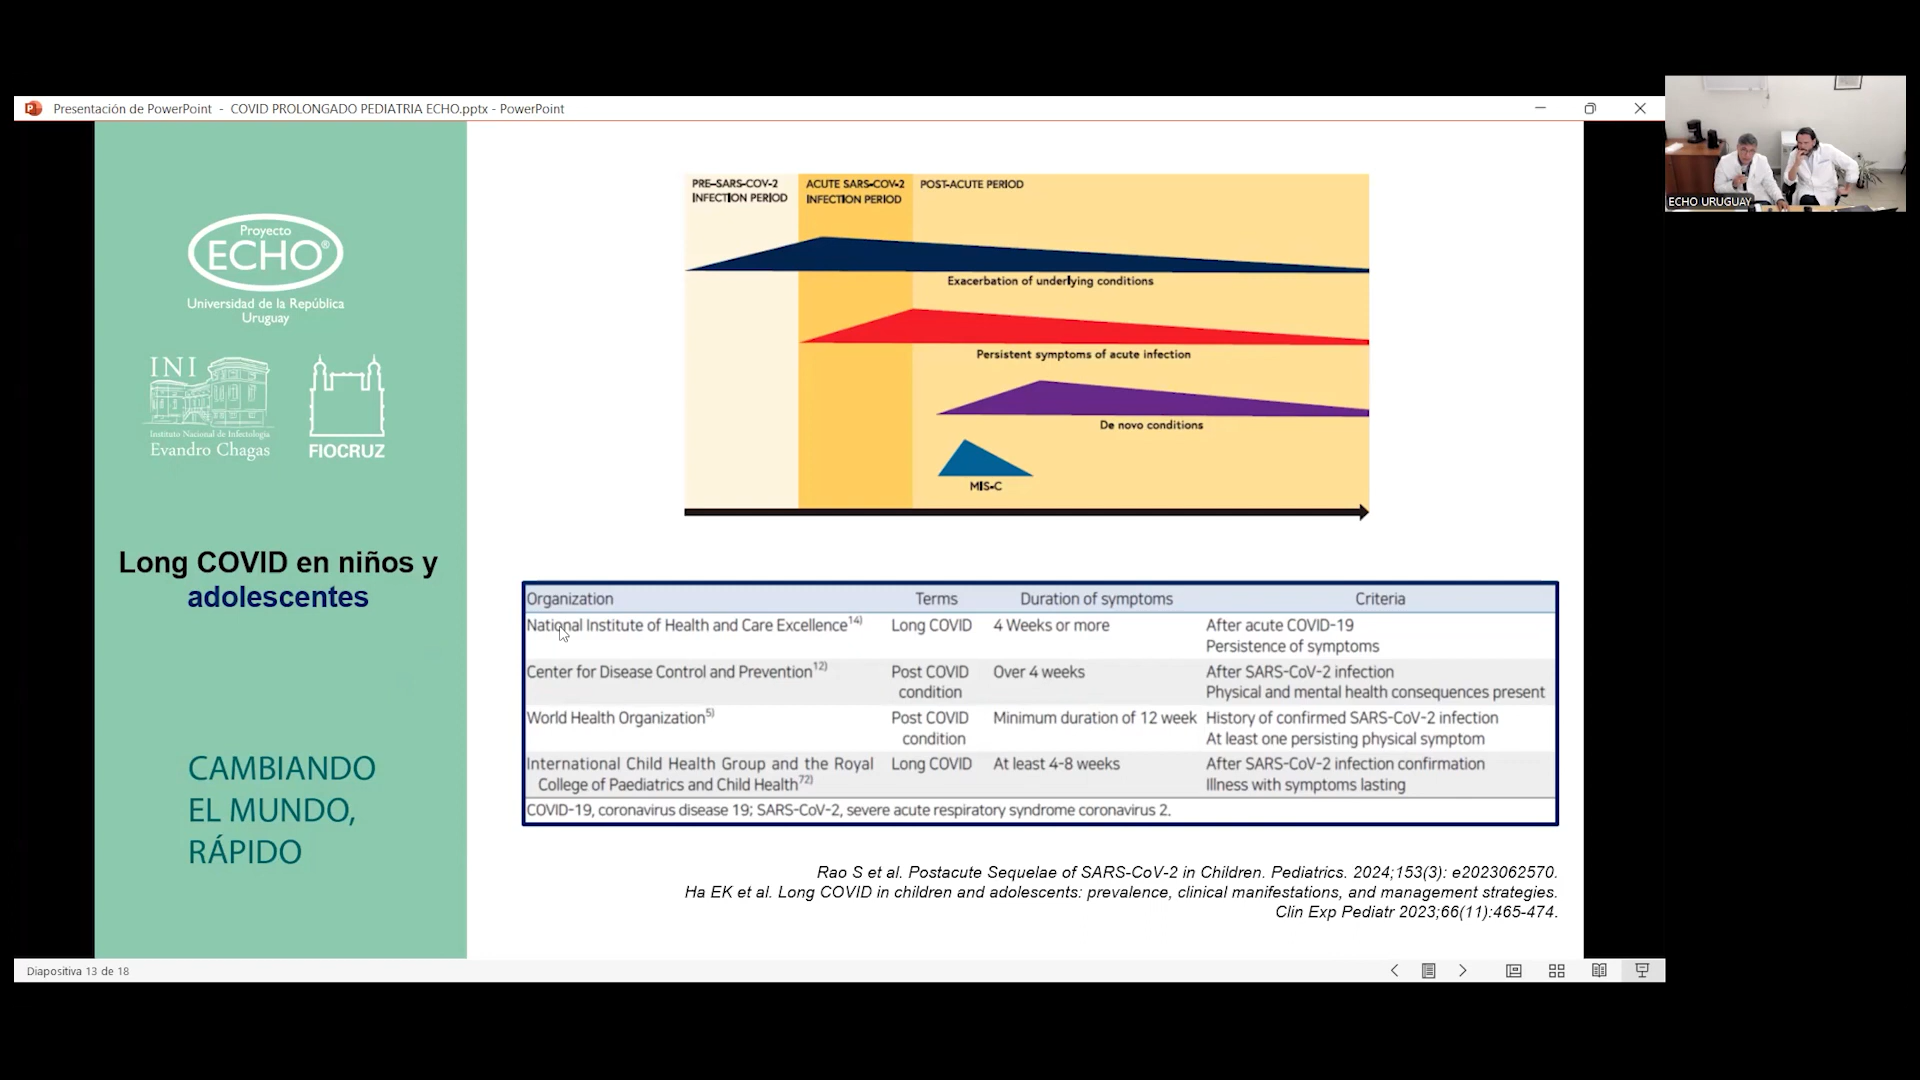 Presentación de PowerPoint - COVID PROLONGADO PEDIATRIA ECHO.pptx - PowerPoint
ECHO URUGUAY
Proyecto
ECHO®
Universidad de la República
Uruguay
INI
Instituto Nacional de Infectologia
Evandro Chagas
FIOCRUZ
Long COVID en niños y
adolescentes
CAMBIANDO
EL MUNDO,
RÁPIDO
PRE-SARS-COV-2
INFECTION PERIOD
ACUTE SARS-COV-2
INFECTION PERIOD
POST-ACUTE PERIOD
Exacerbation of underlying conditions
Persistent symptoms of acute infection
De novo conditions
MIS-C
Organization Terms Duration of symptoms Criteria
National Institute of Health and Care Excellence14) Long COVID 4 Weeks or more After acute COVID-19
Persistence of symptoms
Center for Disease Control and Prevention12) Post COVID Over 4 weeks After SARS-CoV-2 infection
condition Physical and mental health consequences present
World Health Organization5) Post COVID Minimum duration of 12 week History of confirmed SARS-CoV-2 infection
condition At least one persisting physical symptom
International Child Health Group and the Royal Long COVID At least 4-8 weeks After SARS-CoV-2 infection confirmation
College of Paediatrics and Child Health72) Illness with symptoms lasting
COVID-19, coronavirus disease 19; SARS-CoV-2, severe acute respiratory syndrome coronavirus 2.
Rao S et al. Postacute Sequelae of SARS-CoV-2 in Children. Pediatrics. 2024;153(3): e2023062570.
Ha EK et al. Long COVID in children and adolescents: prevalence, clinical manifestations, and management strategies.
Clin Exp Pediatr 2023;66(11):465-474.
Diapositiva 13 de 18